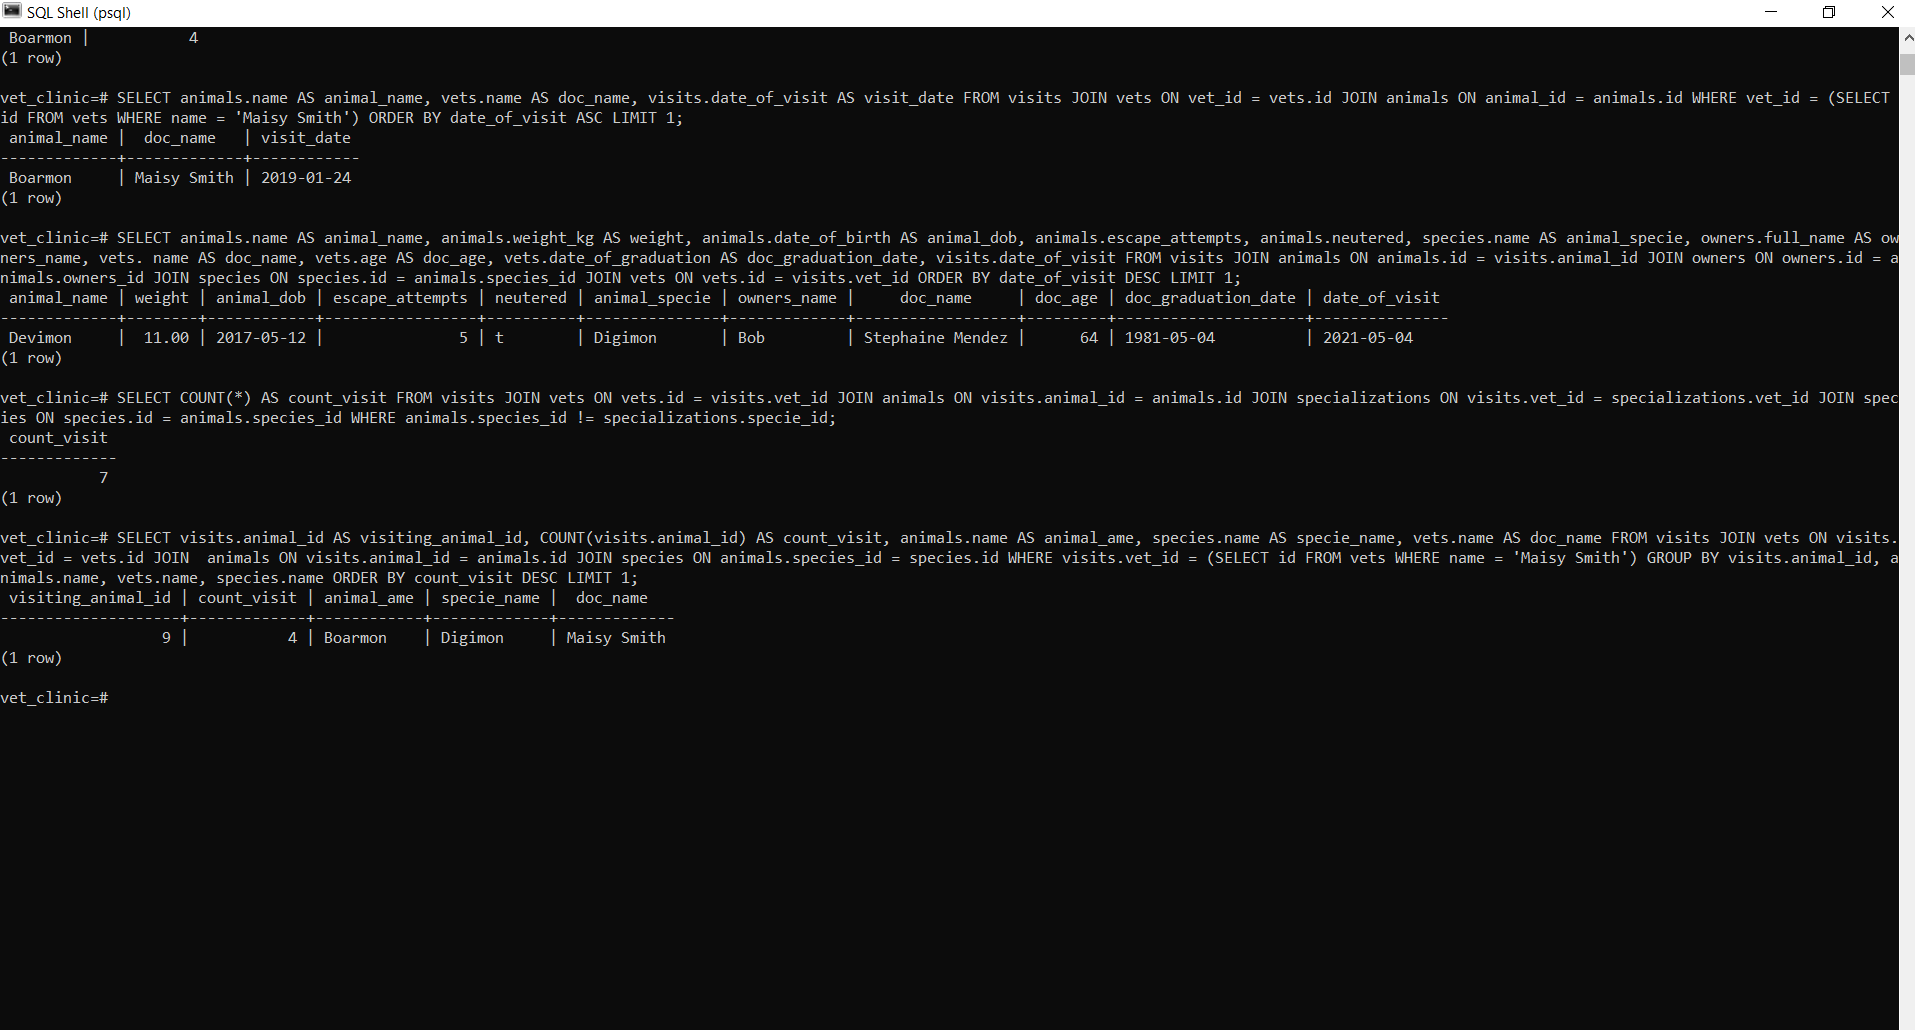 SQL Shell (psql)
 Boarmon |           4
(1 row)

vet_clinic=# SELECT animals.name AS animal_name, vets.name AS doc_name, visits.date_of_visit AS visit_date FROM visits JOIN vets ON vet_id = vets.id JOIN animals ON animal_id = animals.id WHERE vet_id = (SELECT
id FROM vets WHERE name = 'Maisy Smith') ORDER BY date_of_visit ASC LIMIT 1;
 animal_name |  doc_name   | visit_date
-------------+-------------+------------
 Boarmon     | Maisy Smith | 2019-01-24
(1 row)

vet_clinic=# SELECT animals.name AS animal_name, animals.weight_kg AS weight, animals.date_of_birth AS animal_dob, animals.escape_attempts, animals.neutered, species.name AS animal_specie, owners.full_name AS ow
ners_name, vets. name AS doc_name, vets.age AS doc_age, vets.date_of_graduation AS doc_graduation_date, visits.date_of_visit FROM visits JOIN animals ON animals.id = visits.animal_id JOIN owners ON owners.id = a
nimals.owners_id JOIN species ON species.id = animals.species_id JOIN vets ON vets.id = visits.vet_id ORDER BY date_of_visit DESC LIMIT 1;
 animal_name | weight | animal_dob | escape_attempts | neutered | animal_specie | owners_name |     doc_name     | doc_age | doc_graduation_date | date_of_visit
-------------+--------+------------+-----------------+----------+---------------+-------------+------------------+---------+---------------------+---------------
 Devimon     |  11.00 | 2017-05-12 |               5 | t        | Digimon       | Bob         | Stephaine Mendez |      64 | 1981-05-04          | 2021-05-04
(1 row)

vet_clinic=# SELECT COUNT(*) AS count_visit FROM visits JOIN vets ON vets.id = visits.vet_id JOIN animals ON visits.animal_id = animals.id JOIN specializations ON visits.vet_id = specializations.vet_id JOIN spec
ies ON species.id = animals.species_id WHERE animals.species_id != specializations.specie_id;
 count_visit
-------------
           7
(1 row)

vet_clinic=# SELECT visits.animal_id AS visiting_animal_id, COUNT(visits.animal_id) AS count_visit, animals.name AS animal_ame, species.name AS specie_name, vets.name AS doc_name FROM visits JOIN vets ON visits.
vet_id = vets.id JOIN  animals ON visits.animal_id = animals.id JOIN species ON animals.species_id = species.id WHERE visits.vet_id = (SELECT id FROM vets WHERE name = 'Maisy Smith') GROUP BY visits.animal_id, a
nimals.name, vets.name, species.name ORDER BY count_visit DESC LIMIT 1;
 visiting_animal_id | count_visit | animal_ame | specie_name |  doc_name
--------------------+-------------+------------+-------------+-------------
                  9 |           4 | Boarmon    | Digimon     | Maisy Smith
(1 row)

vet_clinic=#